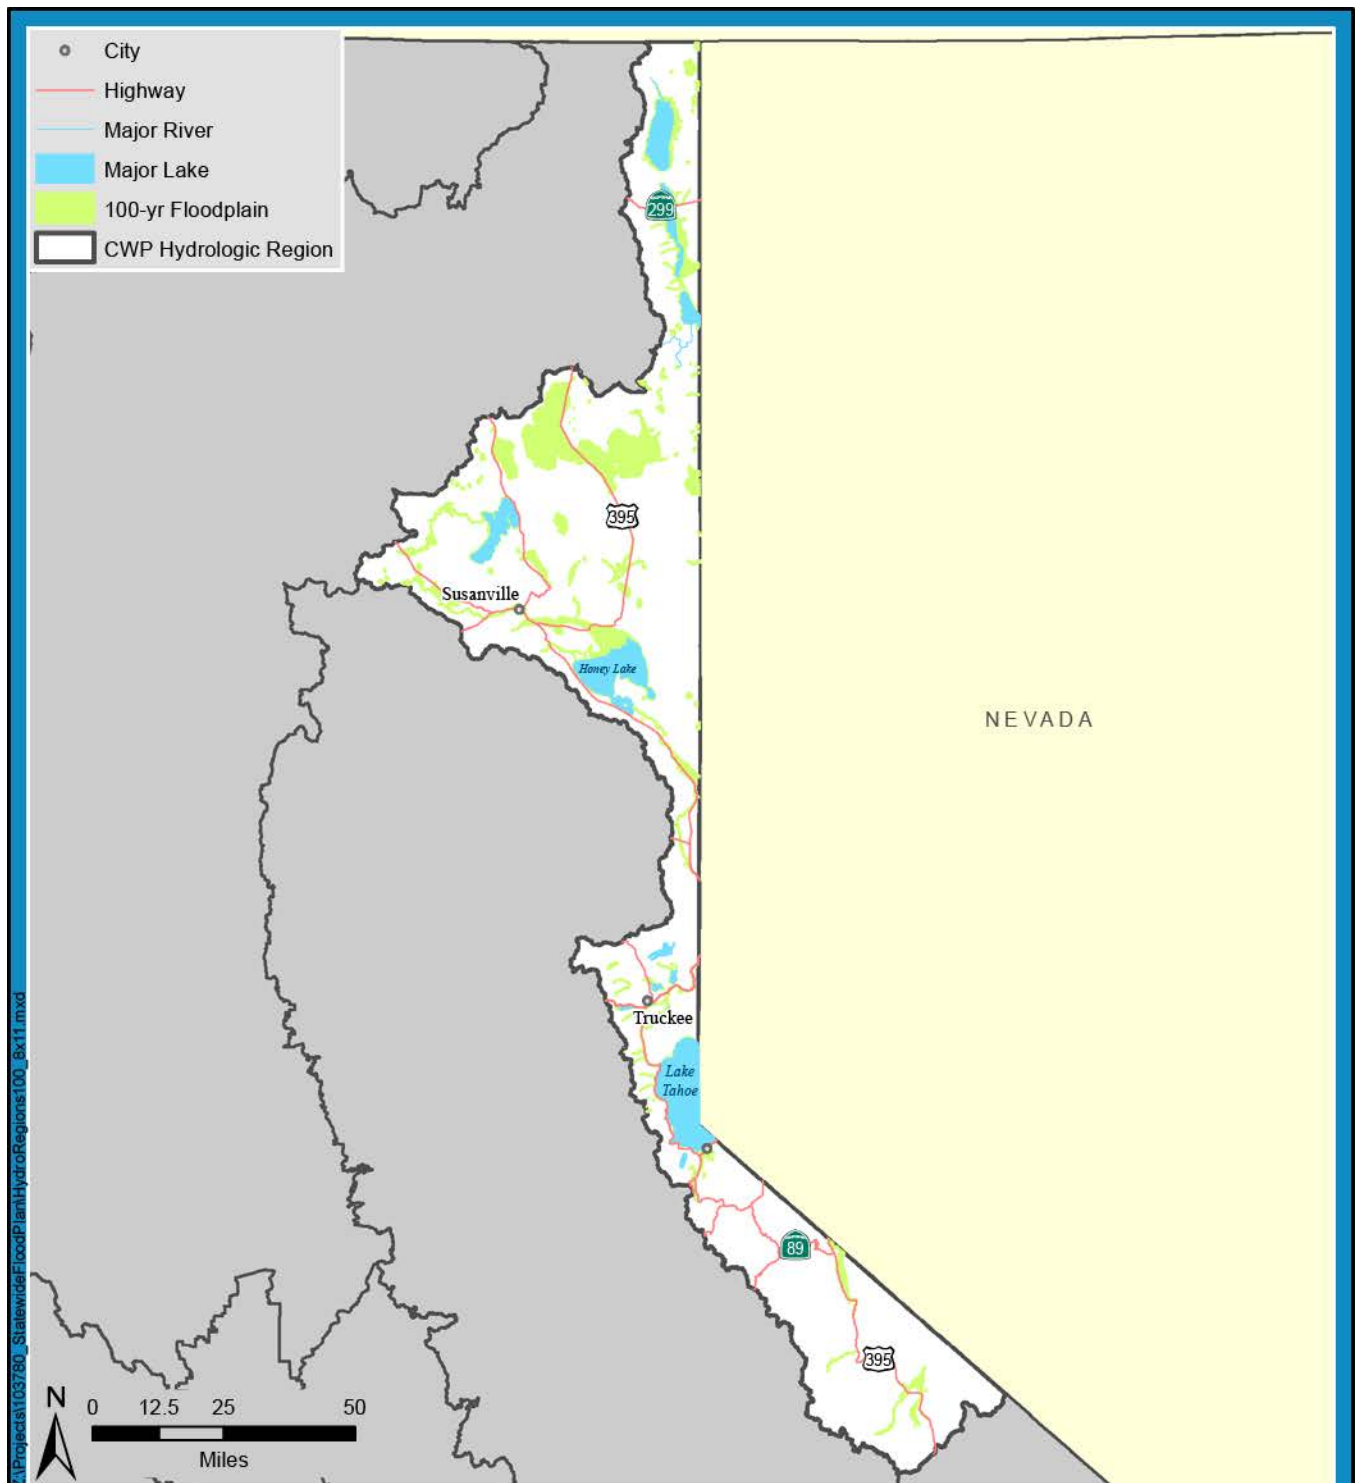 City
Highway
Major River
Major Lake
100-yr Floodplain
CWP Hydrologic Region
299
395
Susanville
Honey Lake
NEVADA
Truckee
Lake
Tahoe
89
395
N
0 12.5 25 50
Miles
Z:\Projects\103780_StatewideFloodPlan\HydroRegions100_8x11.mxd